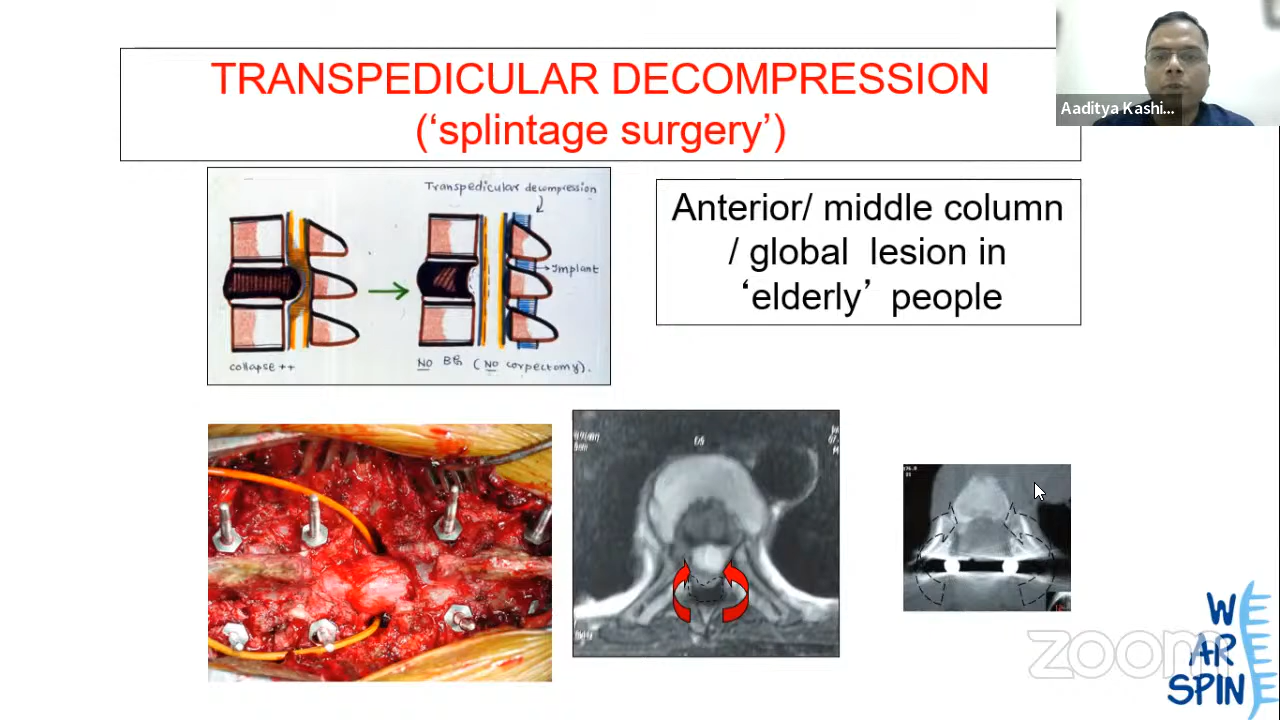 Aaditya Kashi...
TRANSPEDICULAR DECOMPRESSION
(‘splintage surgery’)
Transpedicular decompression
Implant
collapse ++
NO BG (NO corpectomy).
Anterior/ middle column
/ global lesion in
‘elderly’ people
zoom
W
AR
SPIN